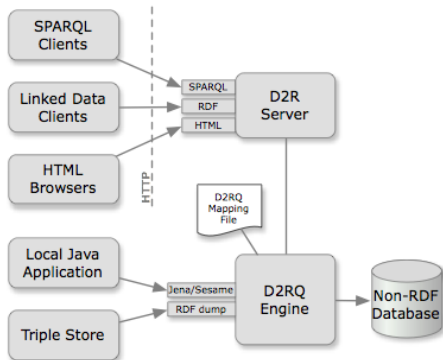 SPARQL
Clients
Linked Data
Clients
HTML
Browsers
HTTP
SPARQL
RDF
HTML
D2R
Server
D2RQ
Mapping
File
Local Java
Application
Triple Store
Jena/Sesame
RDF dump
D2RQ
Engine
Non-RDF
Database